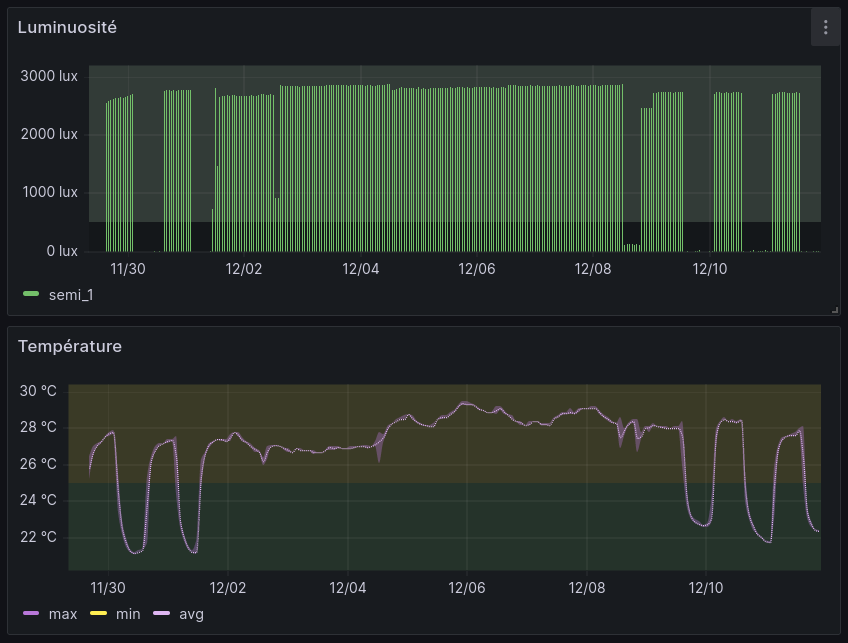 Luminuosité
3000 lux
2000 lux
1000 lux
0 lux
11/30 12/02 12/04 12/06 12/08 12/10
semi_1
Température
30 °C
28 °C
26 °C
24 °C
22 °C
11/30 12/02 12/04 12/06 12/08 12/10
max min avg